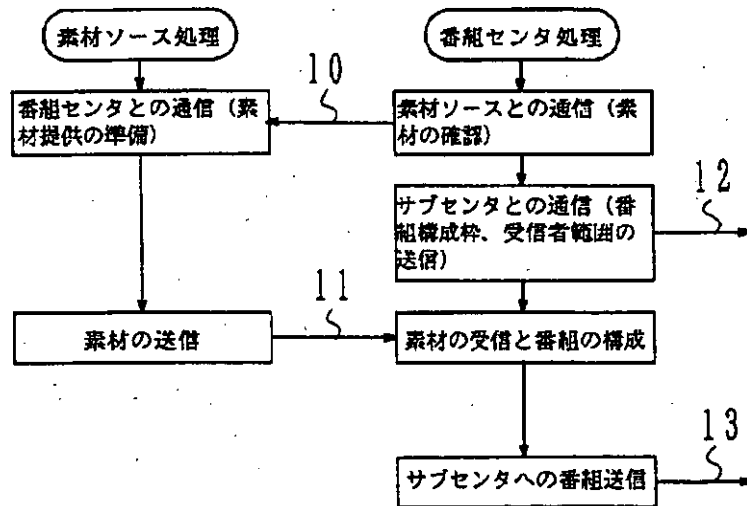 素材ソース処理
番組センタ処理
10
番組センタとの通信（素
材提供の準備）
素材ソースとの通信（素
材の確認）
12
サブセンタとの通信（番
組構成枠、受信者範囲の
送信）
11
素材の送信
素材の受信と番組の構成
13
サブセンタへの番組送信